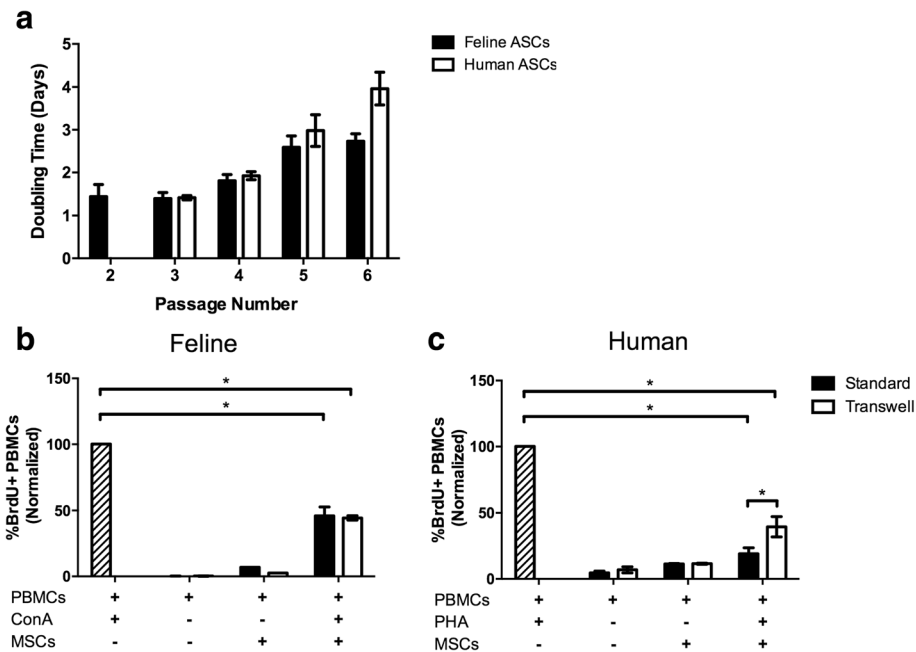 a
Doubling Time (Days)
5
4
3
2
1
0
2 3 4 5 6
Passage Number
Feline ASCs
Human ASCs
b
Feline
%BrdU+ PBMCs
(Normalized)
150
100
50
0
*
*
PBMCs + + + +
ConA + - - +
MSCs - - + +
c
Human
%BrdU+ PBMCs
(Normalized)
150
100
50
0
*
*
*
PBMCs + + + +
PHA + - - +
MSCs - - + +
Standard
Transwell